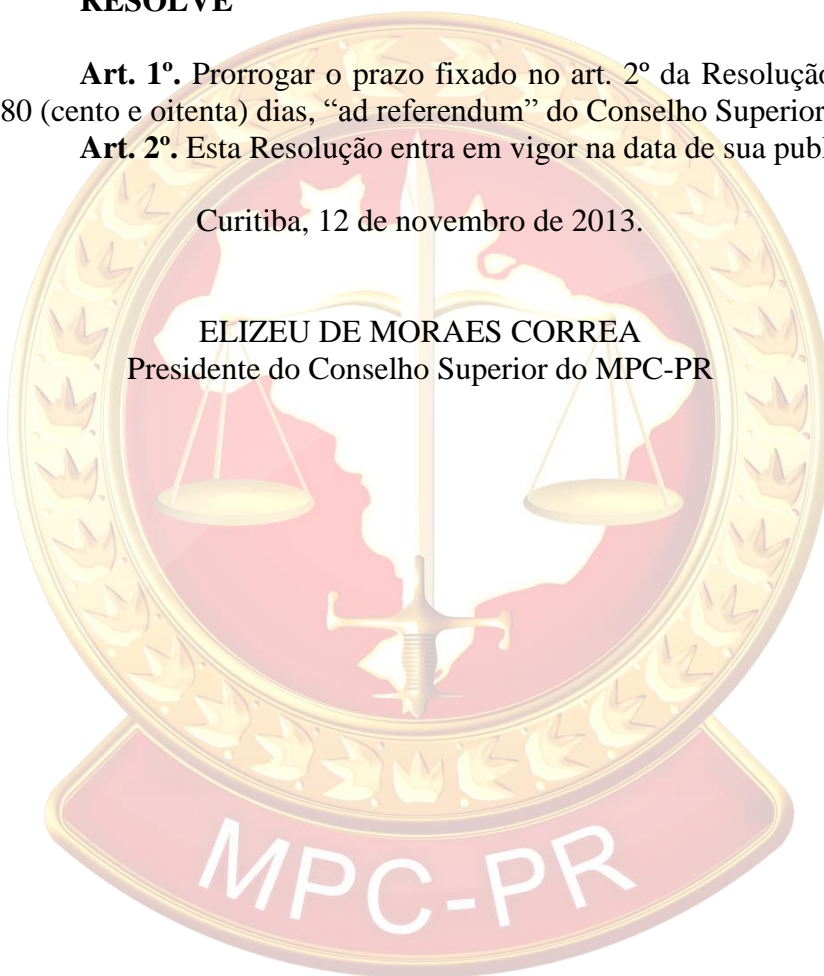 RESOLVE
Art. 1º. Prorrogar o prazo fixado no art. 2º da Resolução
80 (cento e oitenta) dias, “ad referendum” do Conselho Superior
Art. 2º. Esta Resolução entra em vigor na data de sua publ
Curitiba, 12 de novembro de 2013.
ELIZEU DE MORAES CORREA
Presidente do Conselho Superior do MPC-PR
MPC-PR